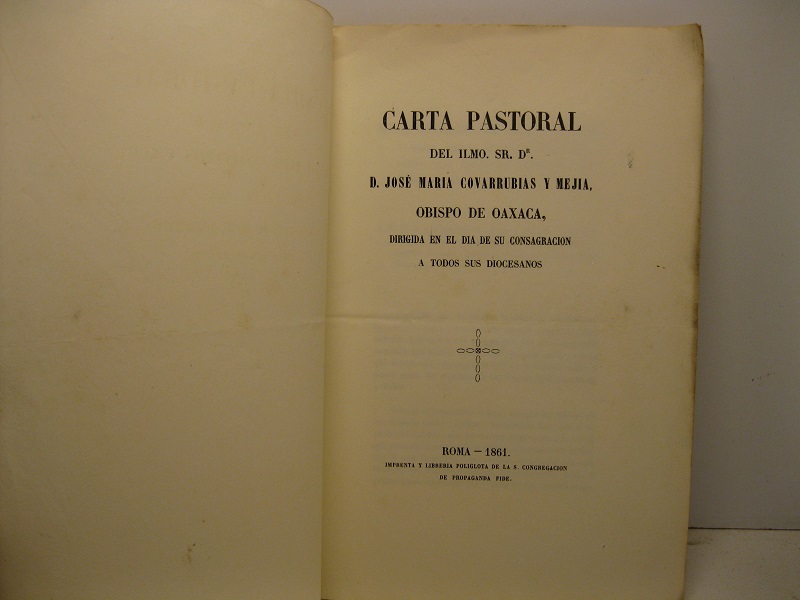 CARTA PASTORAL
DEL ILMO. SR. Dᴿ.
D. JOSÉ MARIA COVARRUBIAS Y MEJIA,
OBISPO DE OAXACA,
DIRIGIDA EN EL DIA DE SU CONSAGRACION
A TODOS SUS DIOCESANOS
ROMA — 1861.
IMPRENTA Y LIBRERIA POLIGLOTA DE LA S. CONGREGACION
DE PROPAGANDA FIDE.